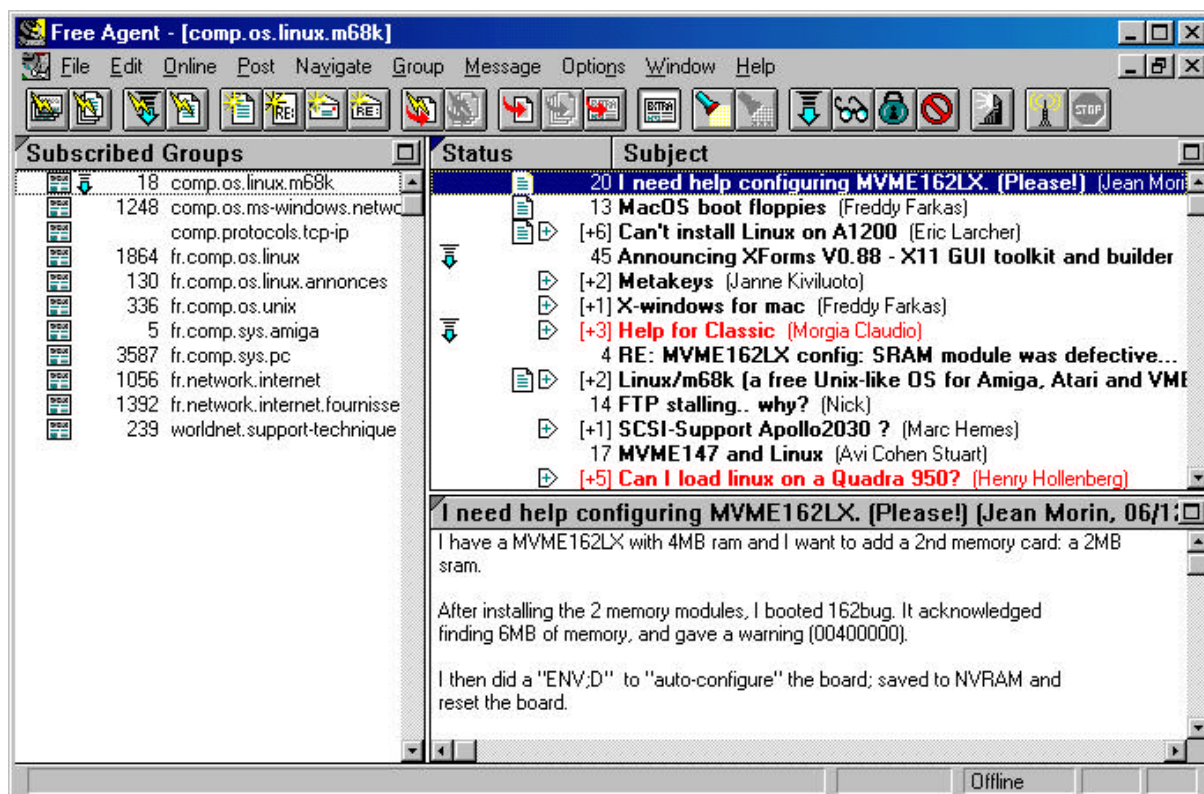 Free Agent - [comp.os.linux.m68k]
File Edit Online Post Navigate Group Message Options Window Help
RE: RE: EXTRA EXTRA STOP
Subscribed Groups
18 comp.os.linux.m68k
1248 comp.os.ms-windows.netwo
comp.protocols.tcp-ip
1864 fr.comp.os.linux
130 fr.comp.os.linux.annonces
336 fr.comp.os.unix
5 fr.comp.sys.amiga
3587 fr.comp.sys.pc
1056 fr.network.internet
1392 fr.network.internet.fournisse
239 worldnet.support-technique
Status Subject
20 I need help configuring MVME162LX. (Please!) (Jean Mori
13 MacOS boot floppies (Freddy Farkas)
[+6] Can't install Linux on A1200 (Eric Larcher)
45 Announcing XForms V0.88 - X11 GUI toolkit and builder
[+2] Metakeys (Janne Kiviluoto)
[+1] X-windows for mac (Freddy Farkas)
[+3] Help for Classic (Morgia Claudio)
4 RE: MVME162LX config: SRAM module was defective...
[+2] Linux/m68k (a free Unix-like OS for Amiga, Atari and VME
14 FTP stalling.. why? (Nick)
[+1] SCSI-Support Apollo2030 ? (Marc Hemes)
17 MVME147 and Linux (Avi Cohen Stuart)
[+5] Can I load linux on a Quadra 950? (Henry Hollenberg)
I need help configuring MVME162LX. (Please!) (Jean Morin, 06/12
I have a MVME162LX with 4MB ram and I want to add a 2nd memory card: a 2MB
sram.
After installing the 2 memory modules, I booted 162bug. It acknowledged
finding 6MB of memory, and gave a warning (00400000).
I then did a "ENV;D" to "auto-configure" the board; saved to NVRAM and
reset the board.
Offline